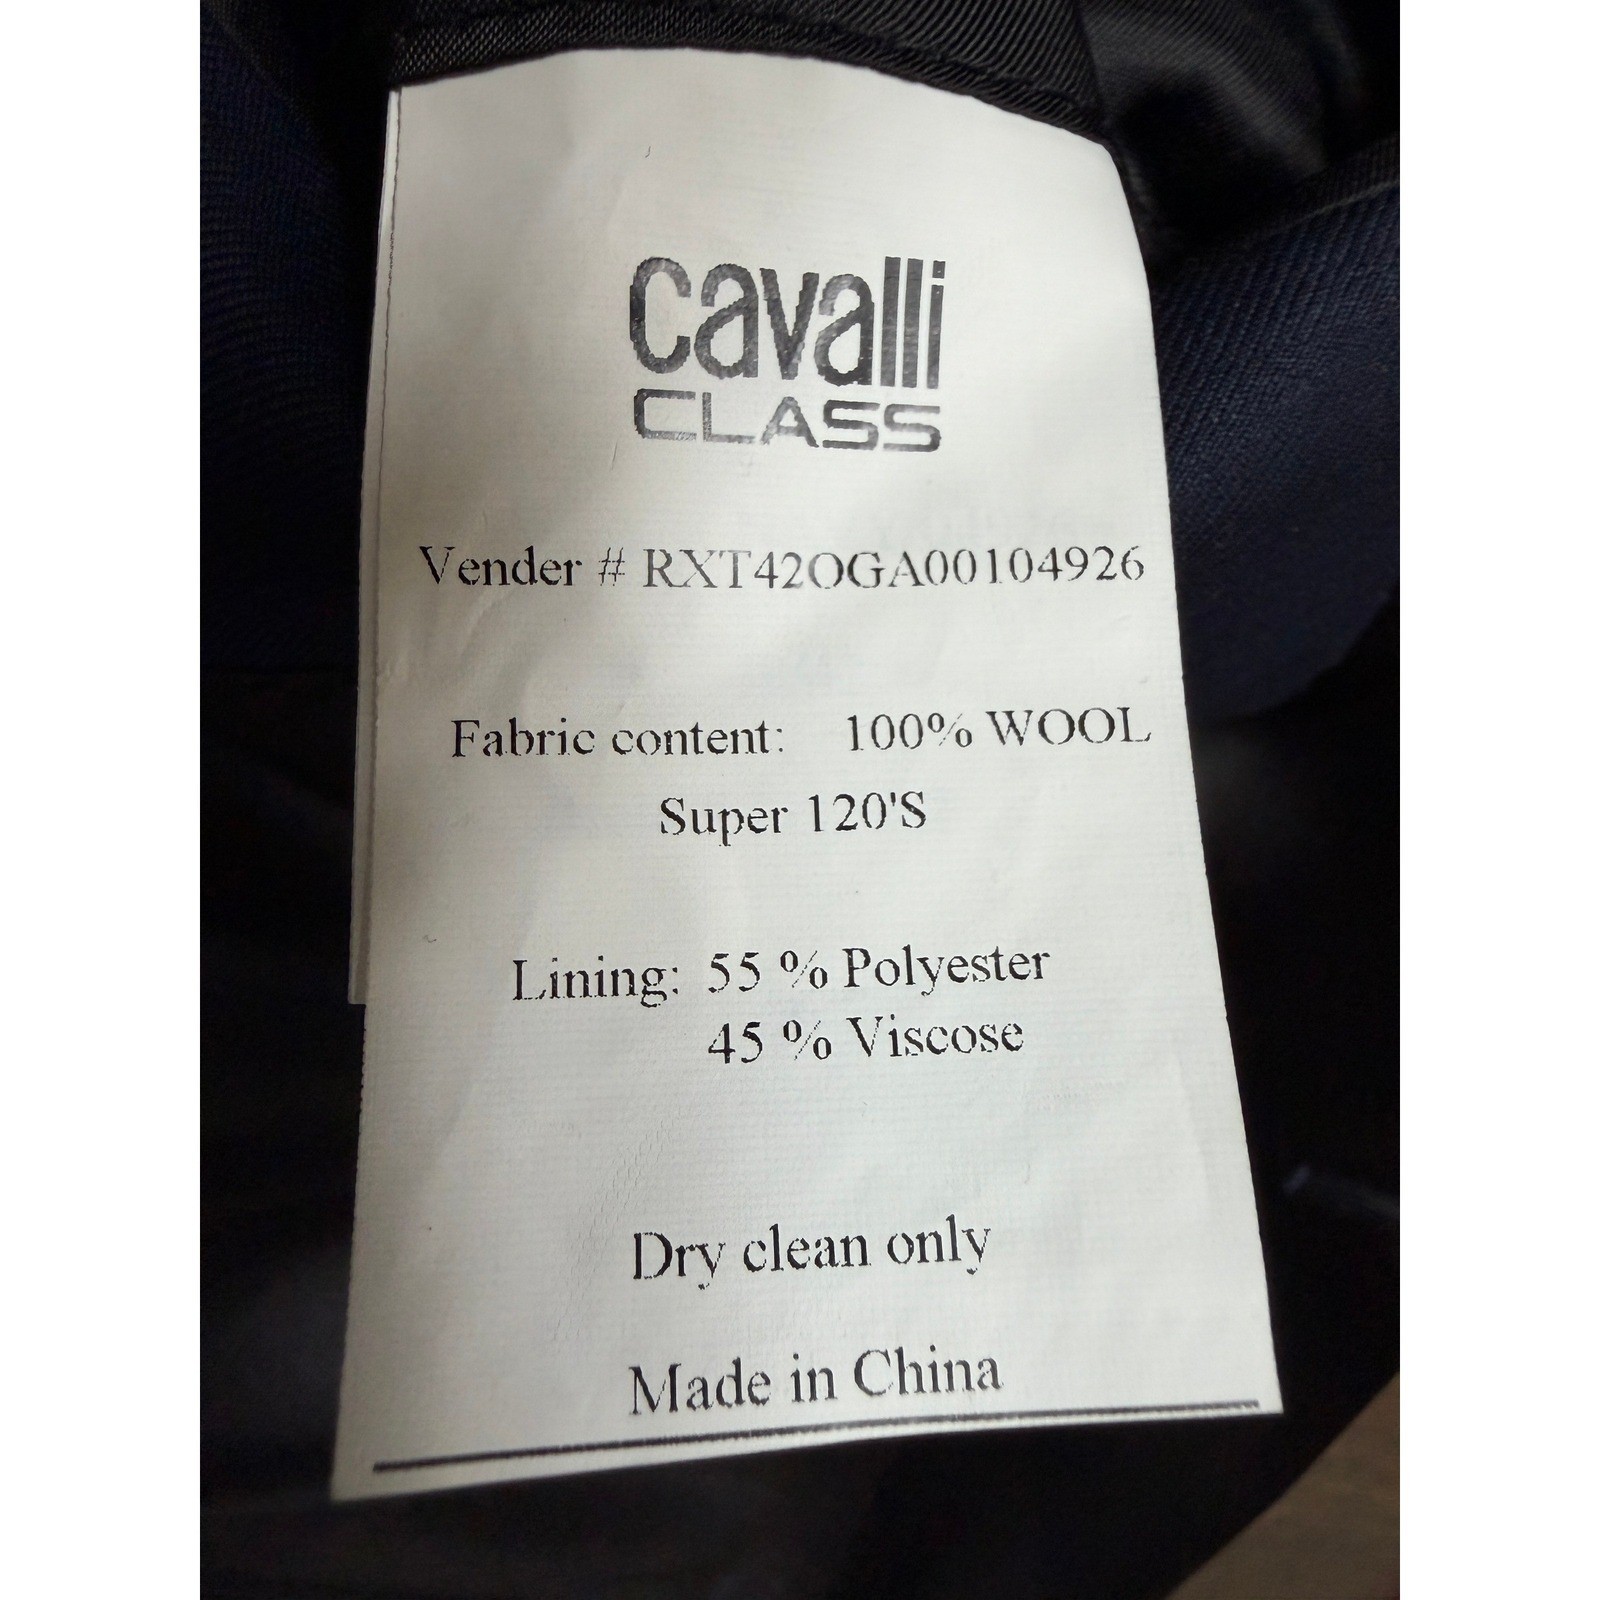 cavalli
CLASS
Vender # RXT42OGA00104926
Fabric content: 100% WOOL
Super 120'S
Lining: 55 % Polyester
45 % Viscose
Dry clean only
Made in China